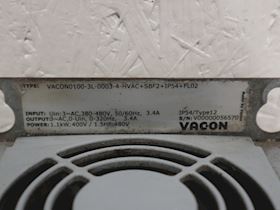 TYPE: VACON0100-3L-0003-4-HVAC+SBF2+IP54+FL02
INPUT: Uin: 3~AC,380-480V, 50/60Hz, 3.4A
IP54/Type12
OUTPUT: 3~AC,0-Uin, 0-320Hz, 3.4A
S/N: V00000036570
POWER: 1.1kW,400V / 1.5Hp,480V
VACON